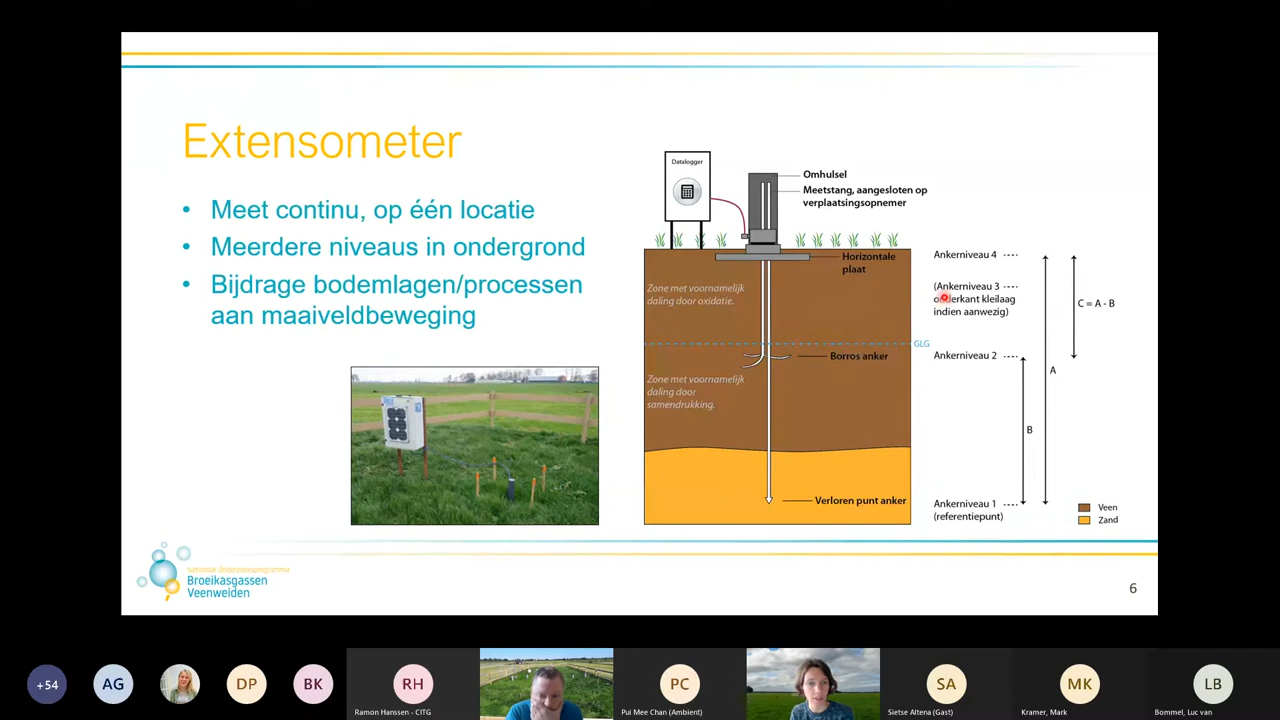 Extensometer
• Meet continu, op één locatie
• Meerdere niveaus in ondergrond
• Bijdrage bodemlagen/processen
aan maaiveldbeweging
Datalogger
Omhulsel
Meetstang, aangesloten op
verplaatsingsopnemer
Horizontale
plaat
Zone met voornamelijk
daling door oxidatie.
GLG
Borros anker
Zone met voornamelijk
daling door
samendrukking.
Verloren punt anker
Ankerniveau 4
(Ankerniveau 3
onderkant kleilaag
indien aanwezig)
C = A - B
Ankerniveau 2
A
B
Ankerniveau 1
(referentiepunt)
Veen
Zand
Nationaal Onderzoeksprogramma
Broeikasgassen
Veenweiden
6
+54
AG
DP
BK
RH
Ramon Hanssen - CITG
PC
Pui Mee Chan (Ambient)
SA
Sietse Altena (Gast)
MK
Kramer, Mark
LB
Bommel, Luc van